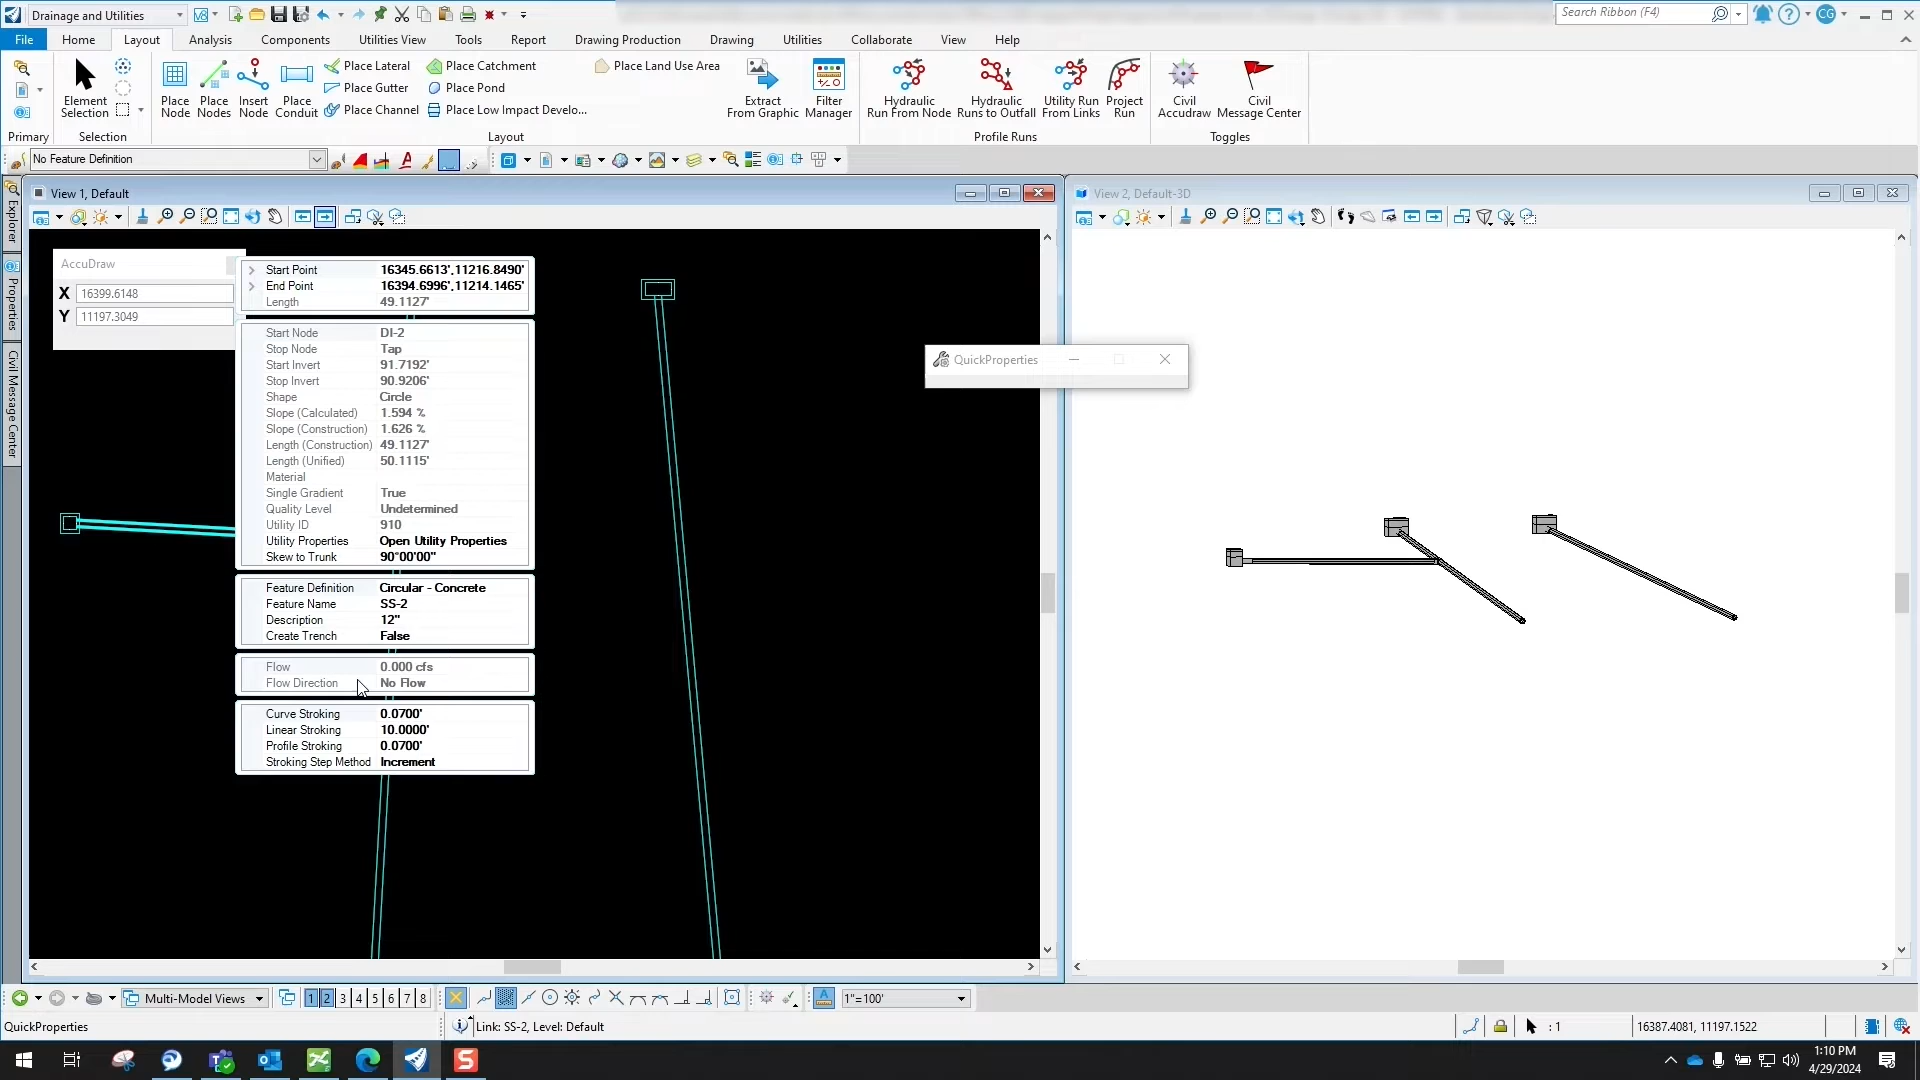 Drainage and Utilities
Search Ribbon (F4)
CG
File
Home
Layout
Analysis
Components
Utilities View
Tools
Report
Drawing Production
Drawing
Utilities
Collaborate
View
Help
Element Selection
Place Node
Place Nodes
Insert Node
Place Conduit
Place Lateral
Place Gutter
Place Channel
Place Catchment
Place Pond
Place Low Impact Develo...
Place Land Use Area
Extract From Graphic
Filter Manager
Hydraulic Run From Node
Hydraulic Runs to Outfall
Utility Run From Links
Project Run
Civil Accudraw
Civil Message Center
Primary
Selection
Layout
Profile Runs
Toggles
No Feature Definition
Explorer
Properties
Civil Message Center
View 1, Default
View 2, Default-3D
AccuDraw
X 16399.6148
Y 11197.3049
Start Point 16345.6613',11216.8490'
End Point 16394.6996',11214.1465'
Length 49.1127'
Start Node DI-2
Stop Node Tap
Start Invert 91.7192'
Stop Invert 90.9206'
Shape Circle
Slope (Calculated) 1.594 %
Slope (Construction) 1.626 %
Length (Construction) 49.1127'
Length (Unified) 50.1115'
Material
Single Gradient True
Quality Level Undetermined
Utility ID 910
Utility Properties Open Utility Properties
Skew to Trunk 90°00'00"
Feature Definition Circular - Concrete
Feature Name SS-2
Description 12"
Create Trench False
Flow 0.000 cfs
Flow Direction No Flow
Curve Stroking 0.0700'
Linear Stroking 10.0000'
Profile Stroking 0.0700'
Stroking Step Method Increment
QuickProperties
Multi-Model Views
1 2 3 4 5 6 7 8
1"=100'
QuickProperties
Link: SS-2, Level: Default
: 1
16387.4081, 11197.1522
1:10 PM
4/29/2024